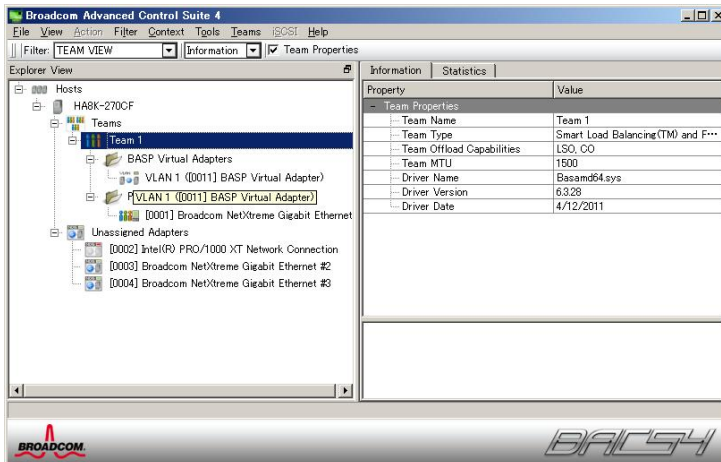 Broadcom Advanced Control Suite 4
File View Action Filter Context Tools Teams iSCSI Help
Filter: TEAM VIEW Information Team Properties
Explorer View
Hosts
HA8K-270CF
Teams
Team 1
BASP Virtual Adapters
VLAN 1 ([0011] BASP Virtual Adapter)
P VLAN 1 ([0011] BASP Virtual Adapter)
[0001] Broadcom NetXtreme Gigabit Ethernet
Unassigned Adapters
[0002] Intel(R) PRO/1000 XT Network Connection
[0003] Broadcom NetXtreme Gigabit Ethernet #2
[0004] Broadcom NetXtreme Gigabit Ethernet #3
Information Statistics
Property Value
Team Properties
Team Name Team 1
Team Type Smart Load Balancing(TM) and F…
Team Offload Capabilities LSO, CO
Team MTU 1500
Driver Name Basamd64.sys
Driver Version 6.3.28
Driver Date 4/12/2011
BROADCOM.
BACS4